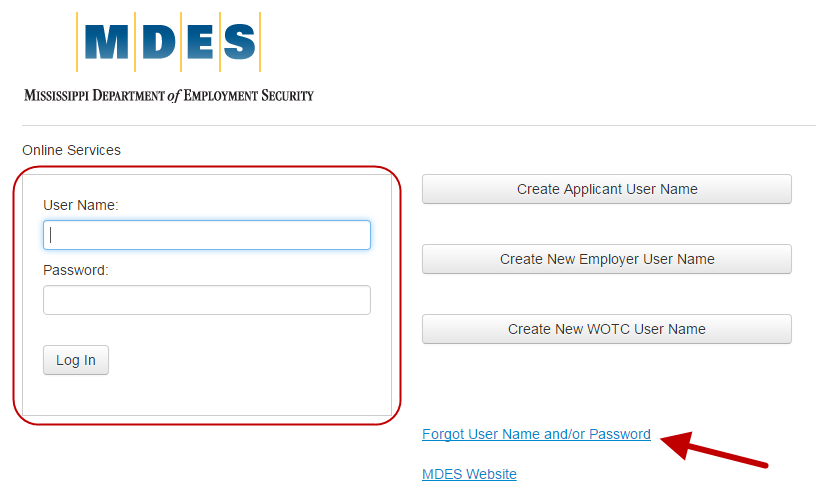 MDES
MISSISSIPPI DEPARTMENT of EMPLOYMENT SECURITY
Online Services
User Name:
Password:
Log In
Create Applicant User Name
Create New Employer User Name
Create New WOTC User Name
Forgot User Name and/or Password
MDES Website